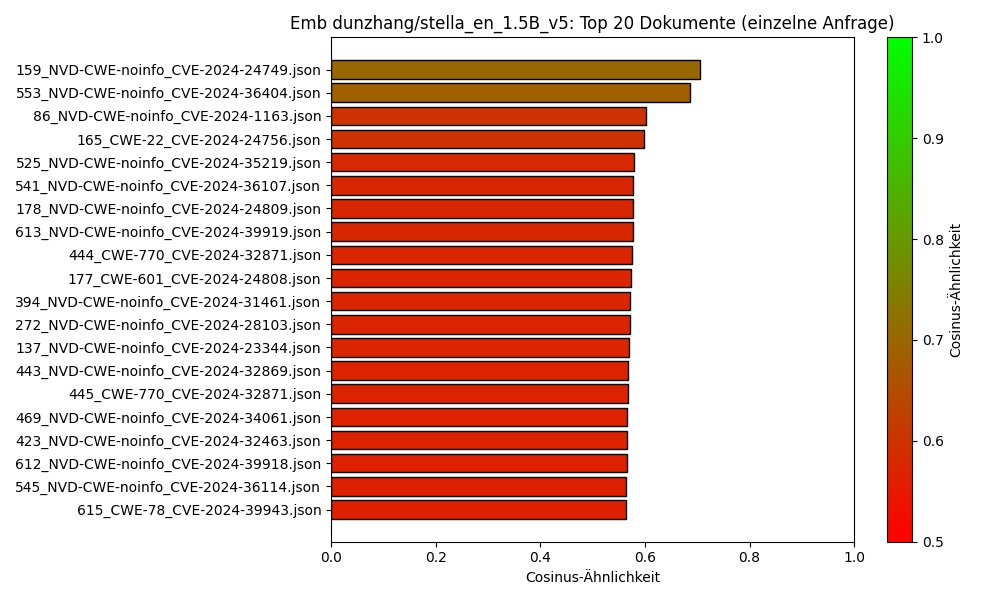 Emb dunzhang/stella_en_1.5B_v5: Top 20 Dokumente (einzelne Anfrage)
159_NVD-CWE-noinfo_CVE-2024-24749.json
553_NVD-CWE-noinfo_CVE-2024-36404.json
86_NVD-CWE-noinfo_CVE-2024-1163.json
165_CWE-22_CVE-2024-24756.json
525_NVD-CWE-noinfo_CVE-2024-35219.json
541_NVD-CWE-noinfo_CVE-2024-36107.json
178_NVD-CWE-noinfo_CVE-2024-24809.json
613_NVD-CWE-noinfo_CVE-2024-39919.json
444_CWE-770_CVE-2024-32871.json
177_CWE-601_CVE-2024-24808.json
394_NVD-CWE-noinfo_CVE-2024-31461.json
272_NVD-CWE-noinfo_CVE-2024-28103.json
137_NVD-CWE-noinfo_CVE-2024-23344.json
443_NVD-CWE-noinfo_CVE-2024-32869.json
445_CWE-770_CVE-2024-32871.json
469_NVD-CWE-noinfo_CVE-2024-34061.json
423_NVD-CWE-noinfo_CVE-2024-32463.json
612_NVD-CWE-noinfo_CVE-2024-39918.json
545_NVD-CWE-noinfo_CVE-2024-36114.json
615_CWE-78_CVE-2024-39943.json
0.0 0.2 0.4 0.6 0.8 1.0
Cosinus-Ähnlichkeit
1.0
0.9
0.8
0.7
0.6
0.5
Cosinus-Ähnlichkeit